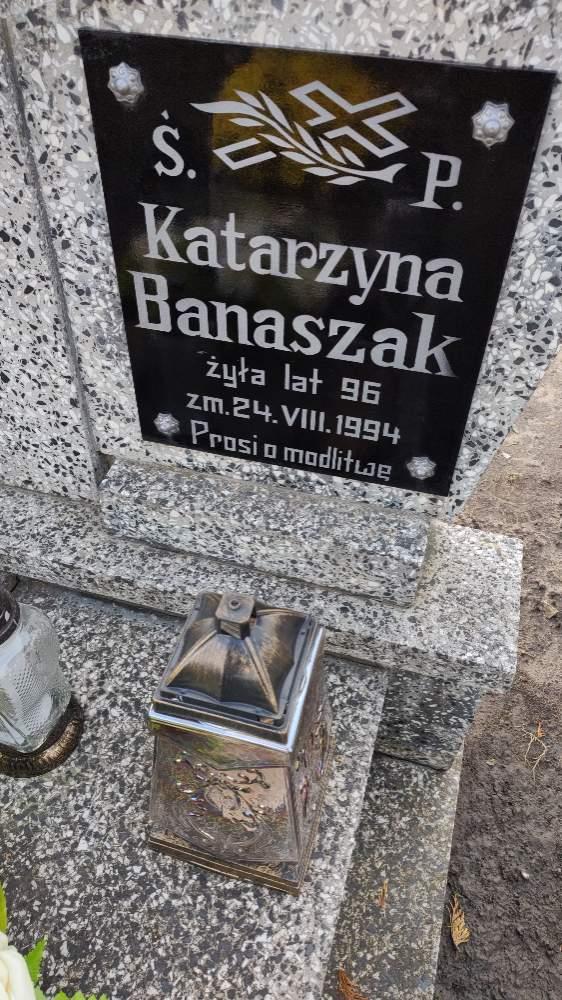 Ś. P.
Katarzyna
Banaszak
żyła lat 96
zm. 24. VIII. 1994
Prosi o modlitwę